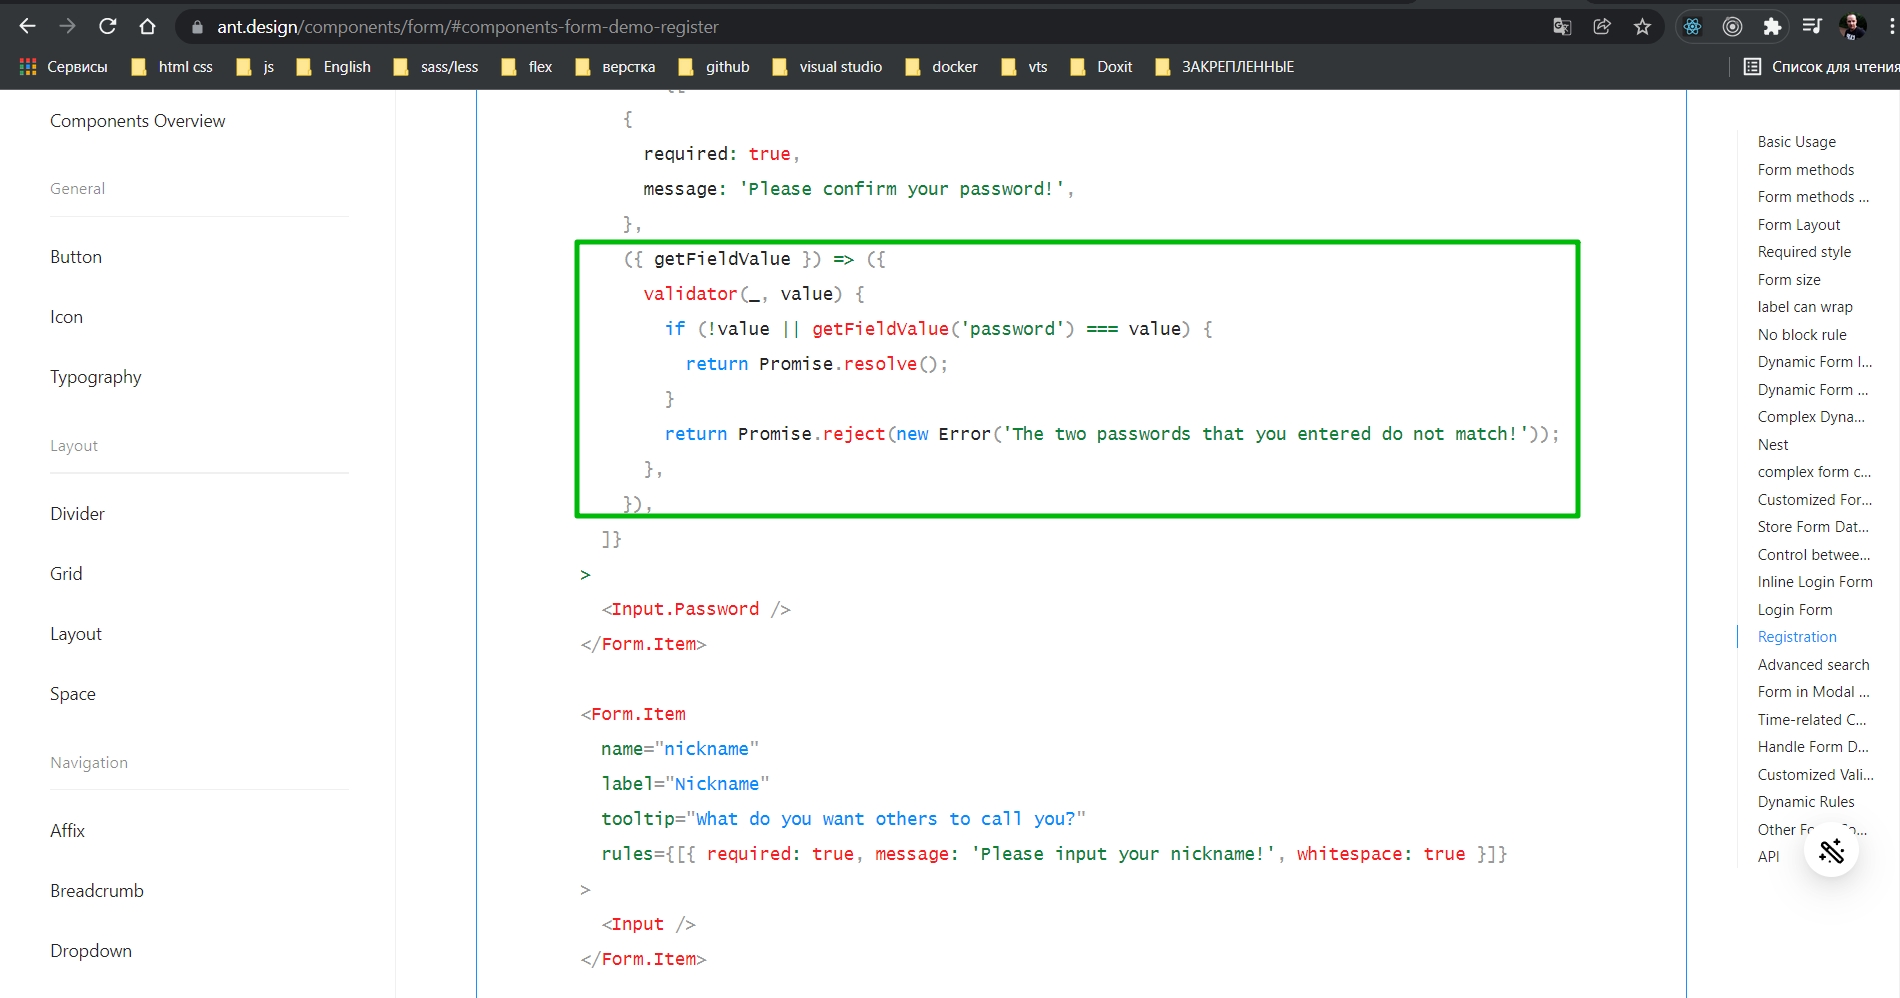 ant.design/components/form/#components-form-demo-register
Сервисы html css js English sass/less flex верстка github visual studio docker vts Doxit ЗАКРЕПЛЕННЫЕ Список для чтения
Components Overview
General
Button
Icon
Typography
Layout
Divider
Grid
Layout
Space
Navigation
Affix
Breadcrumb
Dropdown
{
required: true,
message: 'Please confirm your password!',
},
({ getFieldValue }) => ({
validator(_, value) {
if (!value || getFieldValue('password') === value) {
return Promise.resolve();
}
return Promise.reject(new Error('The two passwords that you entered do not match!'));
},
}),
]}
>
<Input.Password />
</Form.Item>
<Form.Item
name="nickname"
label="Nickname"
tooltip="What do you want others to call you?"
rules={[{ required: true, message: 'Please input your nickname!', whitespace: true }]}
>
<Input />
</Form.Item>
Basic Usage
Form methods
Form methods ...
Form Layout
Required style
Form size
label can wrap
No block rule
Dynamic Form I...
Dynamic Form ...
Complex Dyna...
Nest
complex form c...
Customized For...
Store Form Dat...
Control betwee...
Inline Login Form
Login Form
Registration
Advanced search
Form in Modal ...
Time-related C...
Handle Form D...
Customized Vali...
Dynamic Rules
Other
API